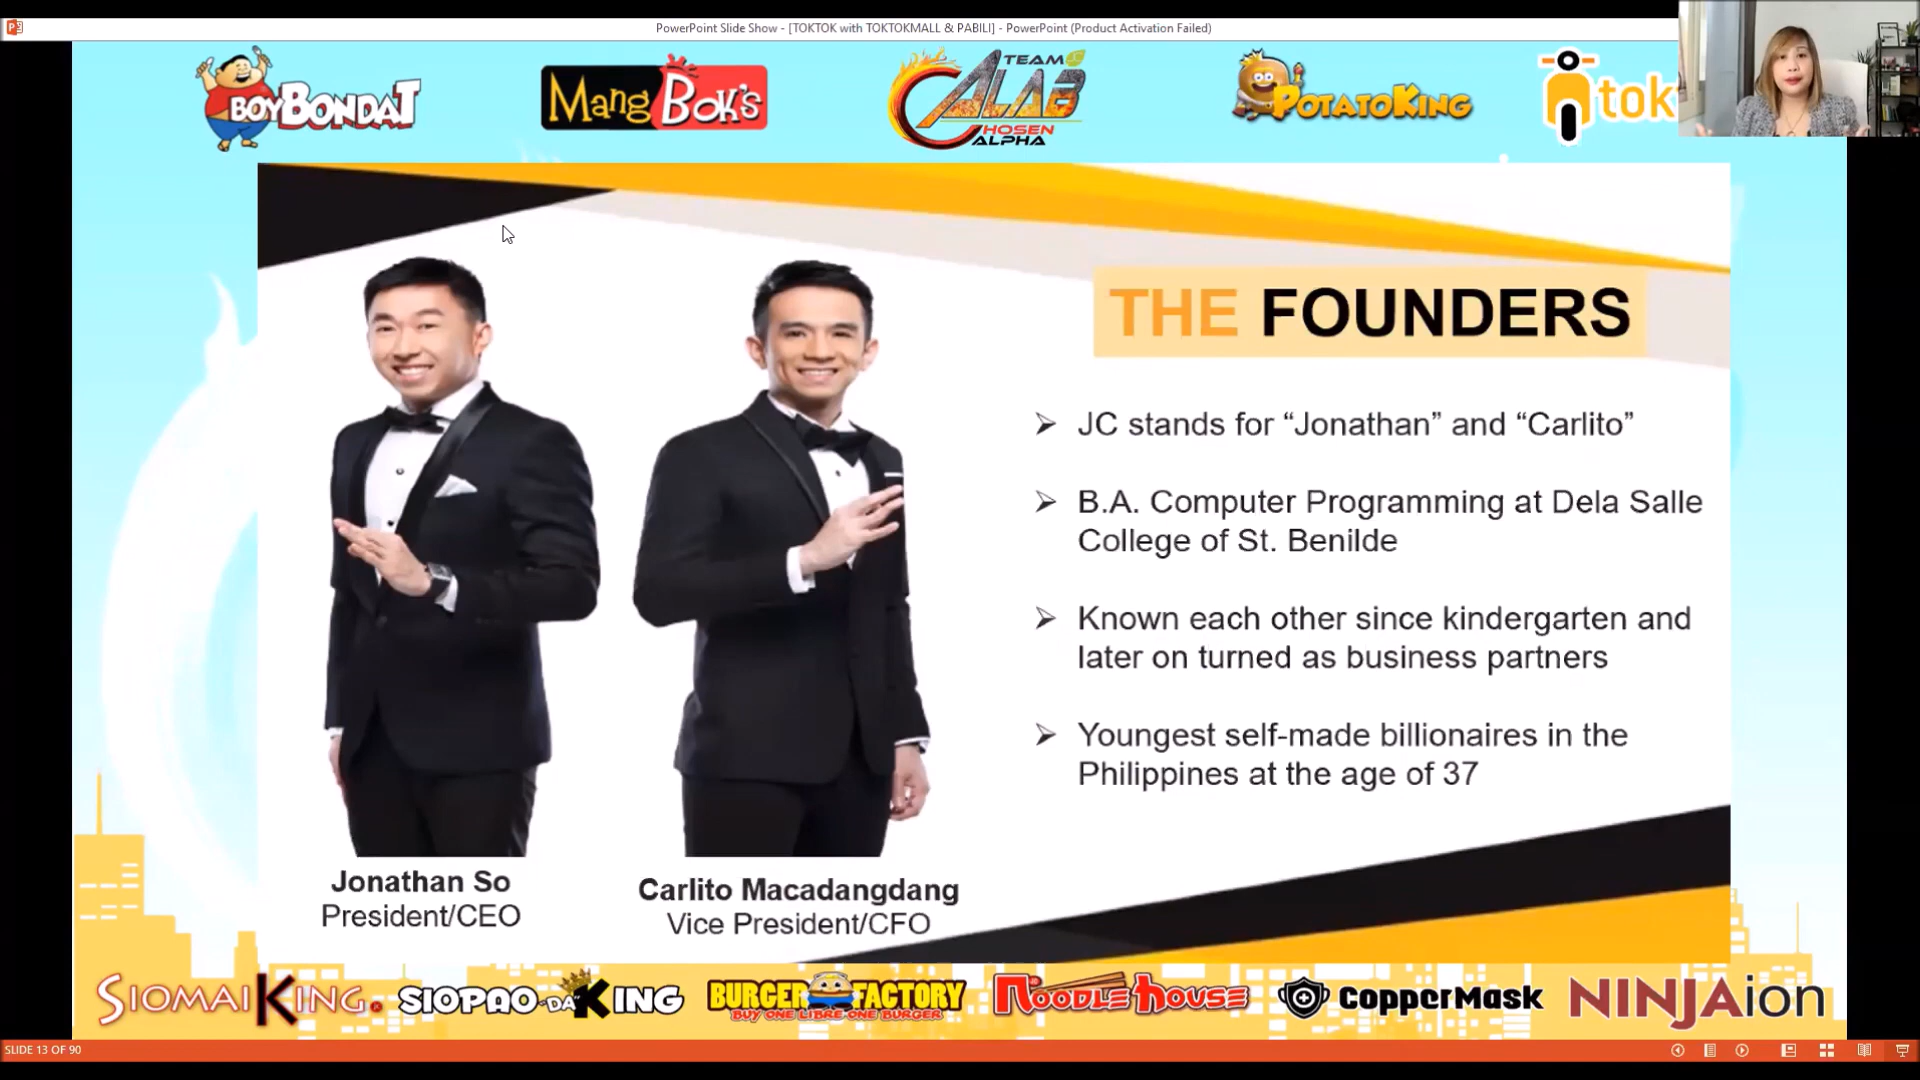 PowerPoint Slide Show - [TOKTOK with TOKTOKMALL & PABILI] - PowerPoint (Product Activation Failed)
BOY BONDAT
Mang Bok's
TEAM
CALAB
CHOSEN
ALPHA
POTATOKING
tok
THE FOUNDERS
JC stands for “Jonathan” and “Carlito”
B.A. Computer Programming at Dela Salle
College of St. Benilde
Known each other since kindergarten and
later on turned as business partners
Youngest self-made billionaires in the
Philippines at the age of 37
Jonathan So
President/CEO
Carlito Macadangdang
Vice President/CFO
SIOMAI KING
SIOPAO DA KING
BURGER FACTORY
BUY ONE LIBRE ONE BURGER
NOODLE HOUSE
COPPERMASK
NINJAion
SLIDE 13 OF 90